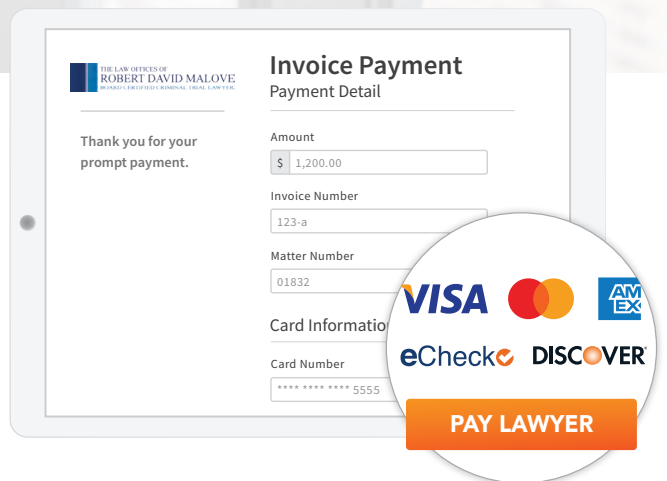 THE LAW OFFICES OF
ROBERT DAVID MALOVE
BOARD CERTIFIED CRIMINAL TRIAL LAWYER
Thank you for your
prompt payment.
Invoice Payment
Payment Detail
Amount
$ 1,200.00
Invoice Number
123-a
Matter Number
01832
Card Informatio
Card Number
**** **** **** 5555
VISA
AM
EX
eCheck
DISCOVER
PAY LAWYER